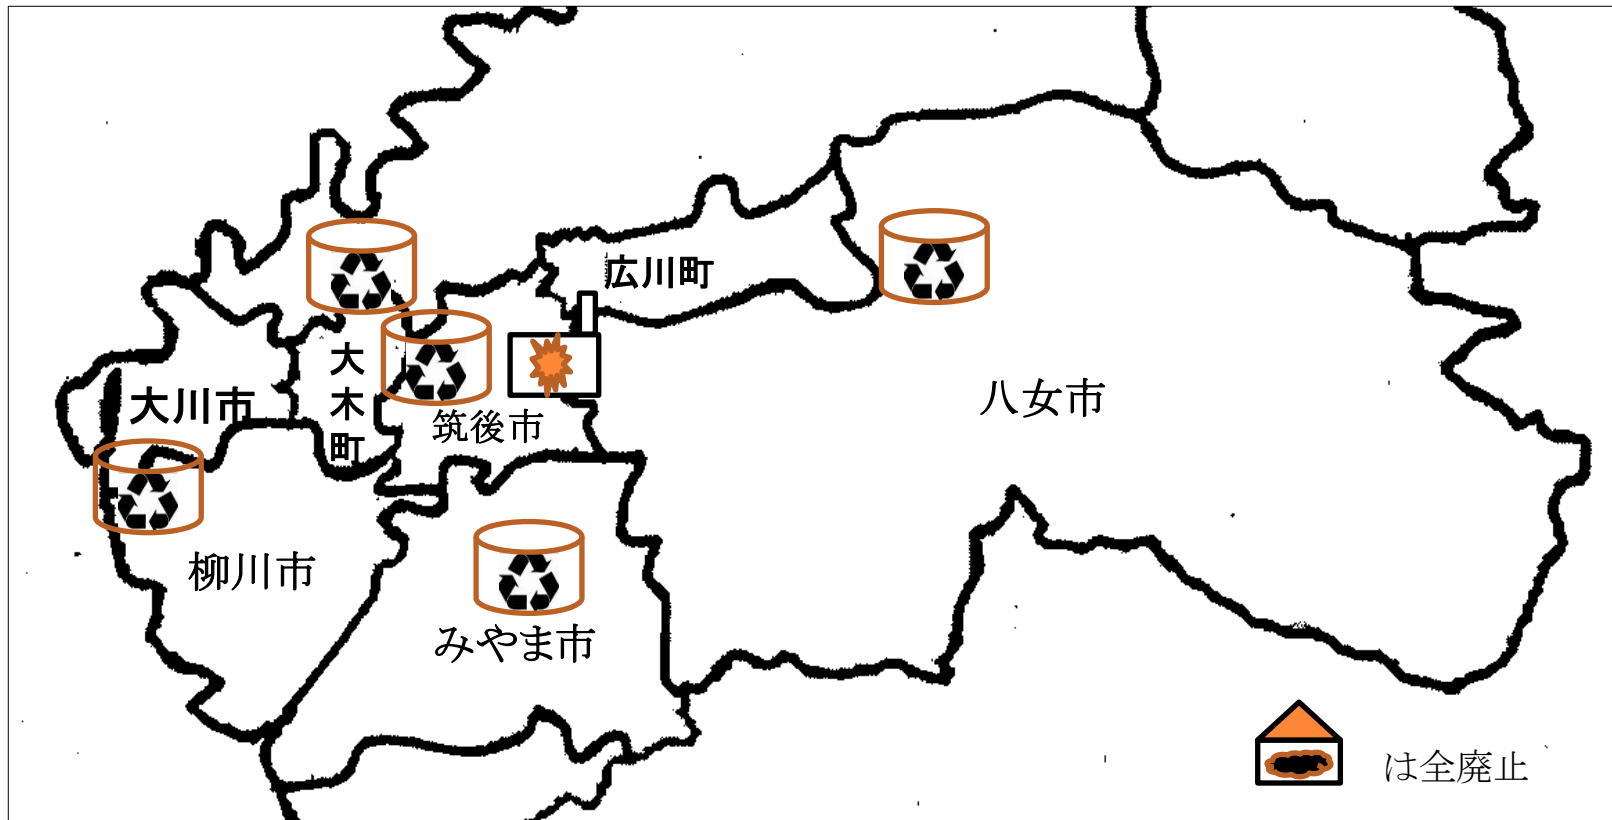 広川町
大木町
大川市
八女市
筑後市
柳川市
みやま市
は全廃止